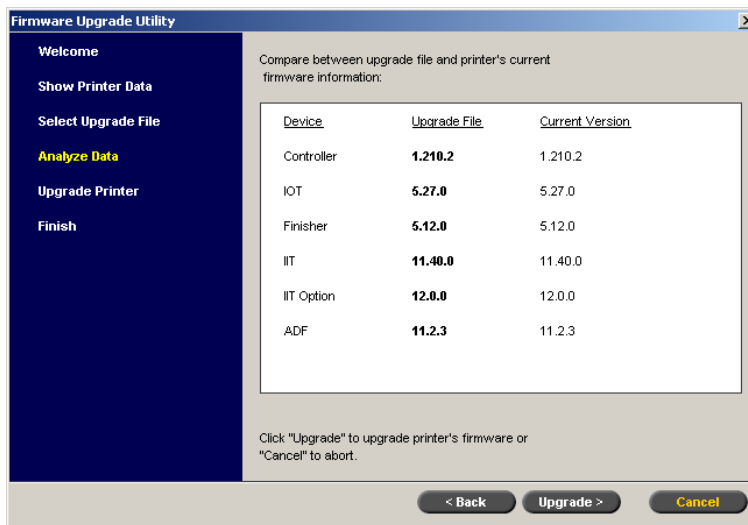 Firmware Upgrade Utility
Welcome
Show Printer Data
Select Upgrade File
Analyze Data
Upgrade Printer
Finish
Compare between upgrade file and printer's current
firmware information:
Device Upgrade File Current Version
Controller 1.210.2 1.210.2
IOT 5.27.0 5.27.0
Finisher 5.12.0 5.12.0
IIT 11.40.0 11.40.0
IIT Option 12.0.0 12.0.0
ADF 11.2.3 11.2.3
Click "Upgrade" to upgrade printer's firmware or
"Cancel" to abort.
< Back Upgrade > Cancel